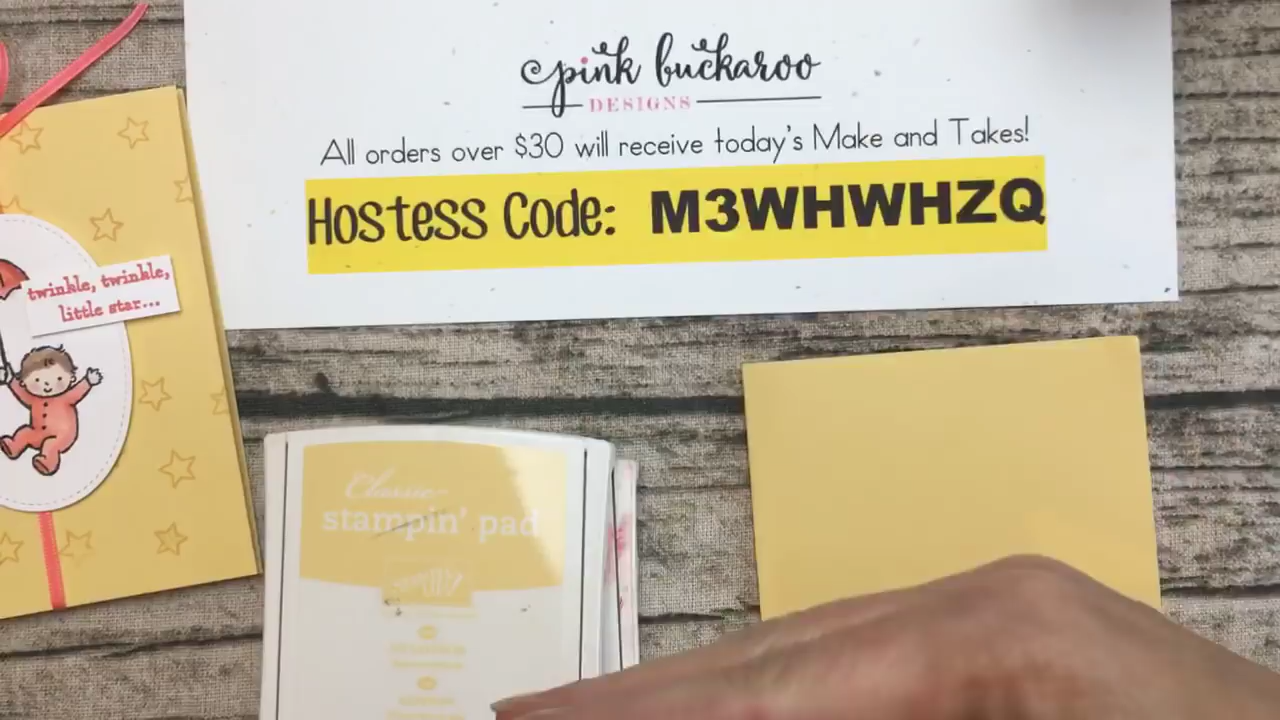 pink buckaroo
DESIGNS
All orders over $30 will receive today's Make and Takes!
Hostess Code: M3WHWHZQ
twinkle, twinkle,
little star...
Classic
stampin' pad